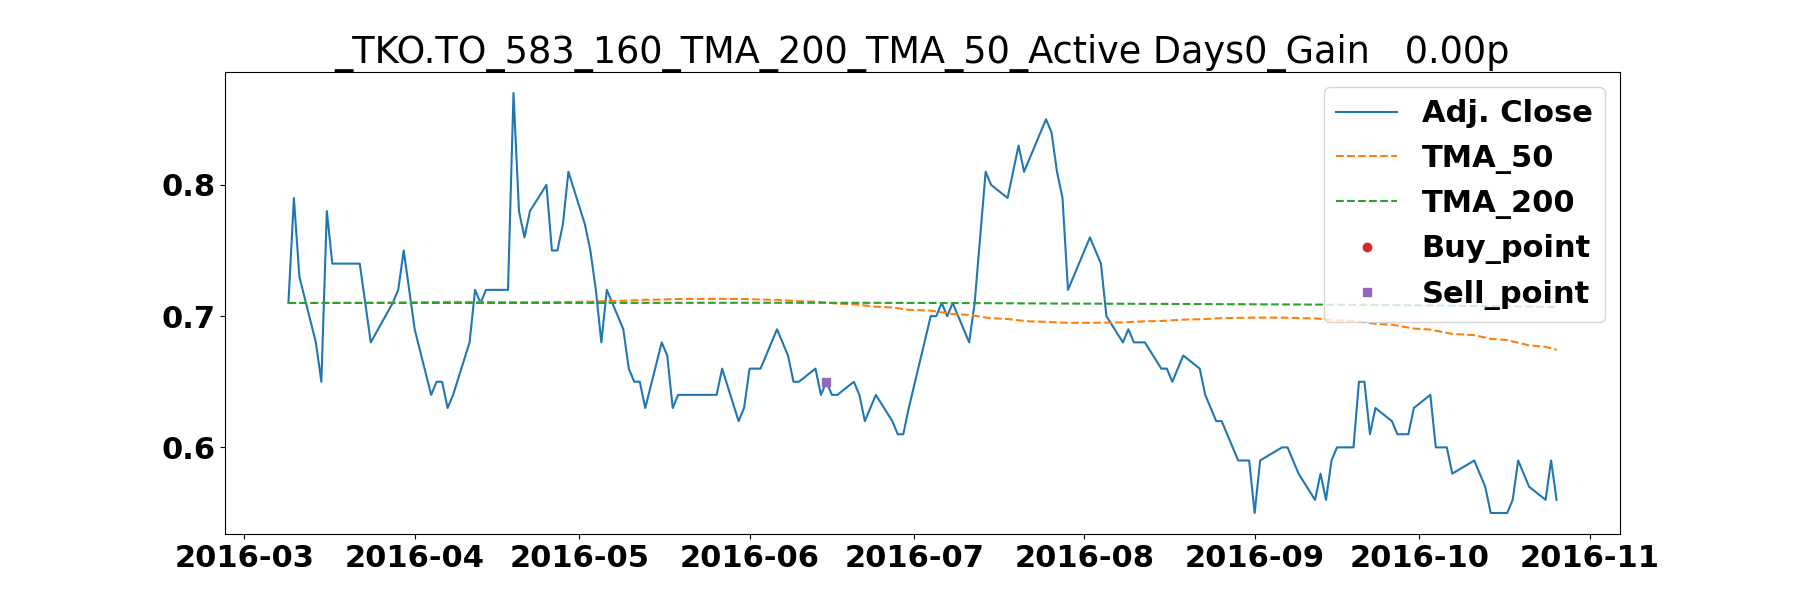 _TKO.TO_583_160_TMA_200_TMA_50_Active Days0_Gain   0.00p
Adj. Close
TMA_50
TMA_200
Buy_point
Sell_point
0.8
0.7
0.6
2016-03 2016-04 2016-05 2016-06 2016-07 2016-08 2016-09 2016-10 2016-11